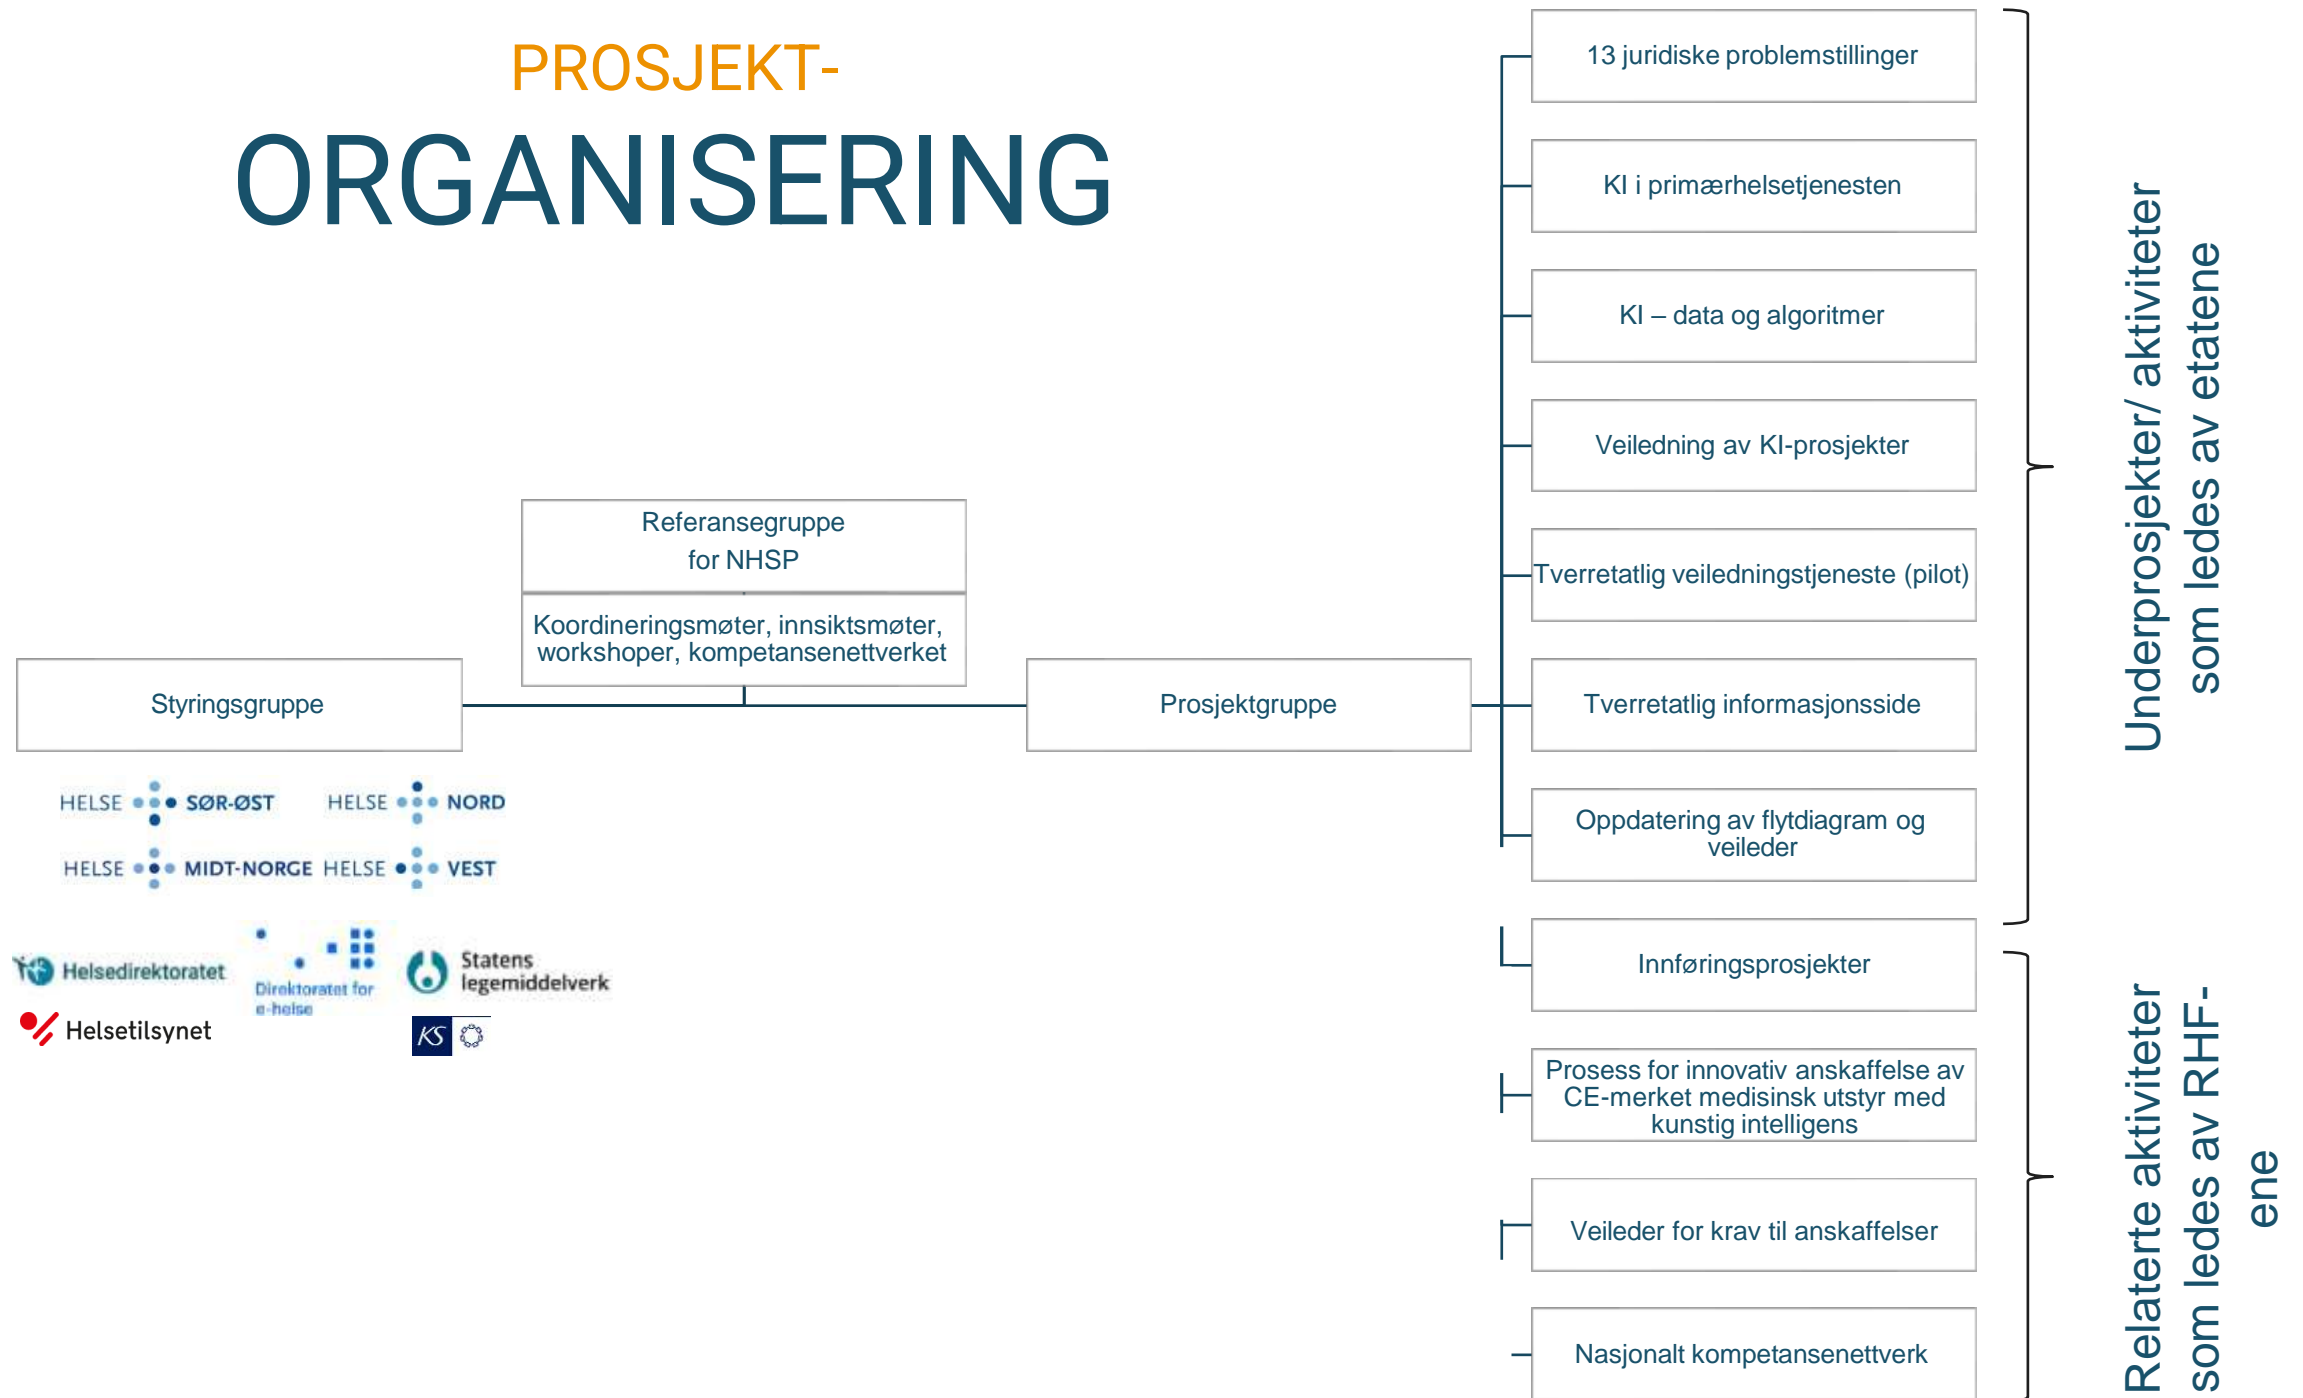 PROSJEKT-
ORGANISERING
Styringsgruppe
HELSE SØR-ØST
HELSE NORD
HELSE MIDT-NORGE
HELSE VEST
Helsedirektoratet
Direktoratet for
e-helse
Statens
legemiddelverk
Helsetilsynet
KS
Referansegruppe
for NHSP
Koordineringsmøter, innsiktsmøter,
workshoper, kompetansenettverket
Prosjektgruppe
13 juridiske problemstillinger
KI i primærhelsetjenesten
KI – data og algoritmer
Veiledning av KI-prosjekter
Tverretatlig veiledningstjeneste (pilot)
Tverretatlig informasjonsside
Oppdatering av flytdiagram og
veileder
Innføringsprosjekter
Prosess for innovativ anskaffelse av
CE-merket medisinsk utstyr med
kunstig intelligens
Veileder for krav til anskaffelser
Nasjonalt kompetansenettverk
Underprosjekter/ aktiviteter
som ledes av etatene
Relaterte aktiviteter
som ledes av RHF-
ene